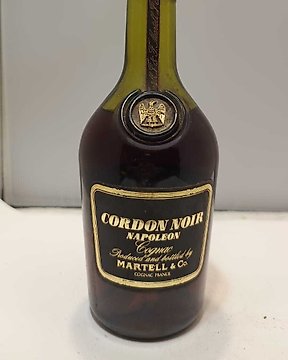 CORDON NOIR
NAPOLEON
Cognac
Produced and bottled by
MARTELL & Co.
COGNAC FRANCE